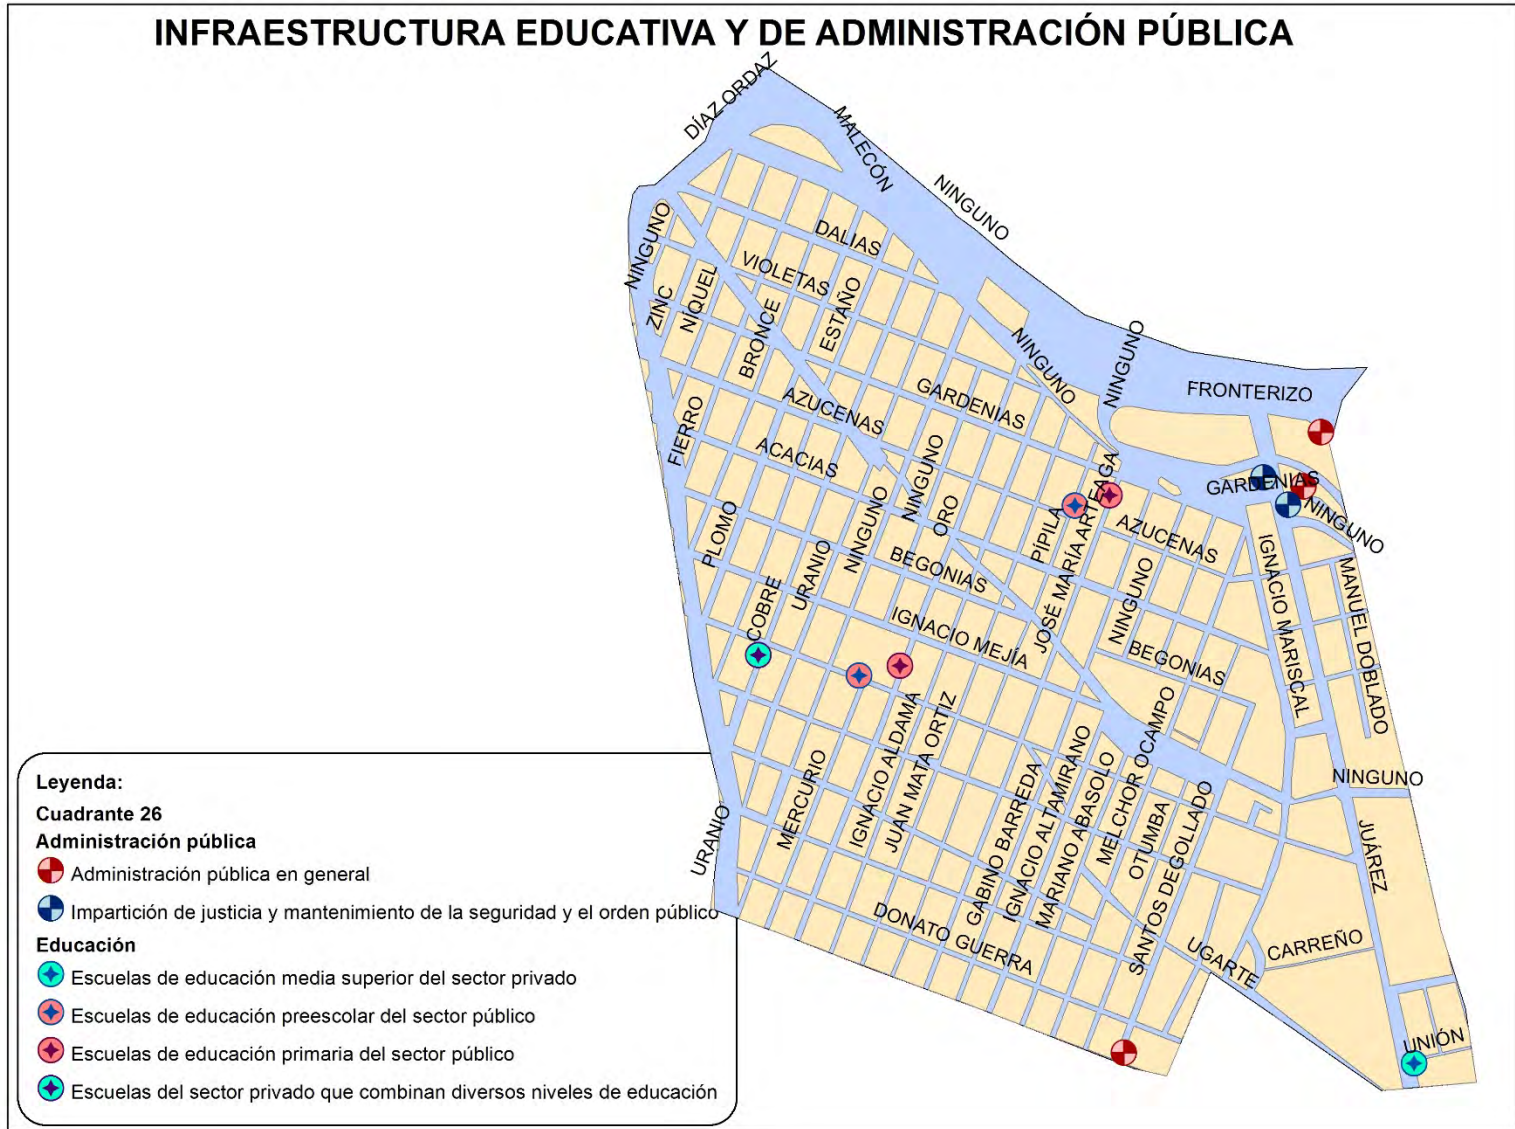 INFRAESTRUCTURA EDUCATIVA Y DE ADMINISTRACIÓN PÚBLICA
DÍAZ ORDAZ
MALECÓN
NINGUNO
NINGUNO
DALIAS
VIOLETAS
ZINC
NIQUEL
BRONCE
ESTAÑO
NINGUNO
NINGUNO
FRONTERIZO
GARDENIAS
AZUCENAS
FIERRO
ACACIAS
NINGUNO
GARDENIAS
NINGUNO
PLOMO
NINGUNO
ORO
PÍPILA
JOSÉ MARÍA ARTEAGA
AZUCENAS
URANIO
BEGONIAS
COBRE
NINGUNO
IGNACIO MARISCAL
MANUEL DOBLADO
IGNACIO MEJÍA
BEGONIAS
IGNACIO ALDAMA
JUAN MATA ORTIZ
MERCURIO
URANIO
GABINO BARREDA
IGNACIO ALTAMIRANO
MARIANO ABASOLO
MELCHOR OCAMPO
OTUMBA
SANTOS DEGOLLADO
NINGUNO
JUÁREZ
DONATO GUERRA
UGARTE
CARREÑO
UNIÓN
Leyenda:
Cuadrante 26
Administración pública
Administración pública en general
Impartición de justicia y mantenimiento de la seguridad y el orden público
Educación
Escuelas de educación media superior del sector privado
Escuelas de educación preescolar del sector público
Escuelas de educación primaria del sector público
Escuelas del sector privado que combinan diversos niveles de educación